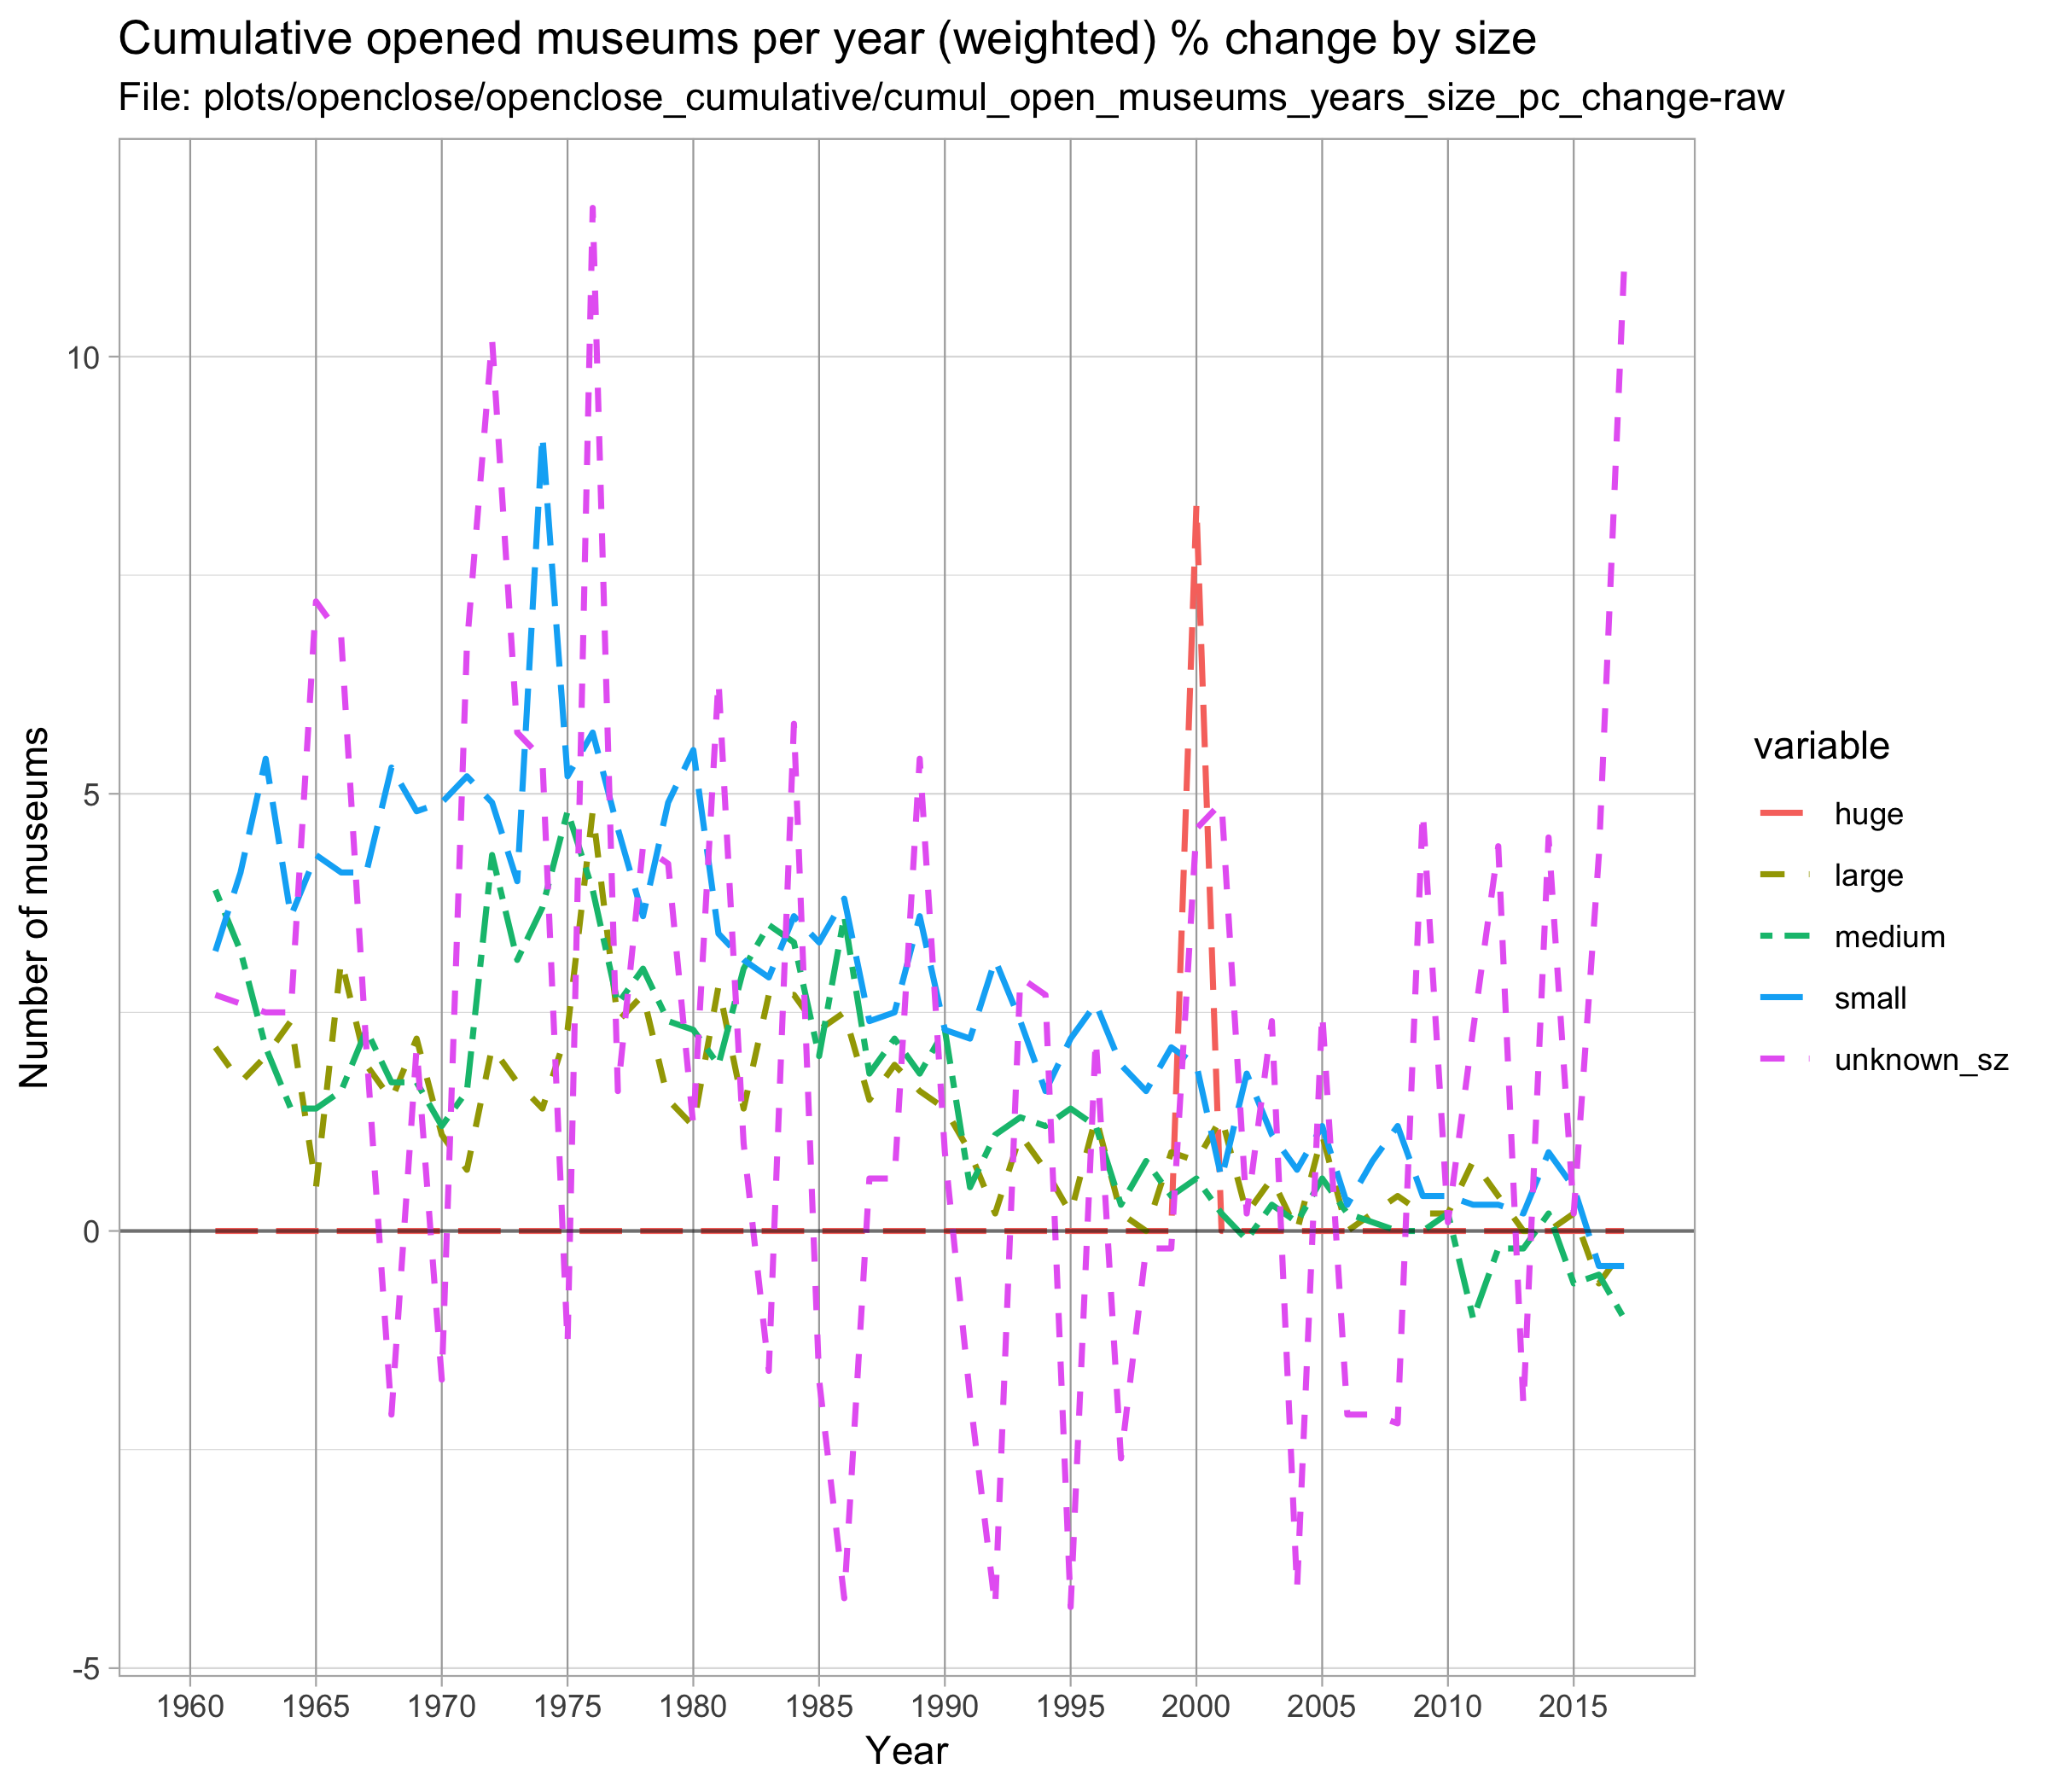 Cumulative opened museums per year (weighted) % change by size
File: plots/openclose/openclose_cumulative/cumul_open_museums_years_size_pc_change-raw
Number of museums
10
5
0
-5
1960 1965 1970 1975 1980 1985 1990 1995 2000 2005 2010 2015
Year
variable
huge
large
medium
small
unknown_sz